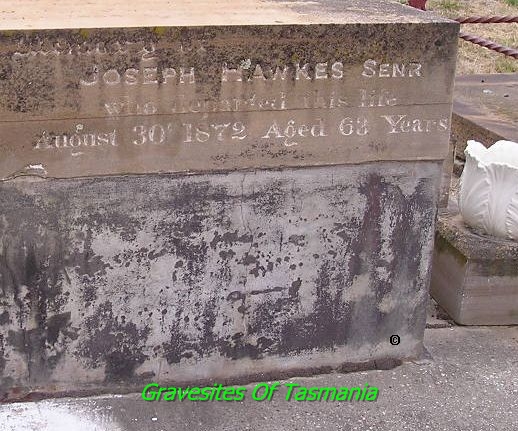 JOSEPH HAWKES SENR
who departed this life
August 30th 1872 Aged 63 Years
©
Gravesites Of Tasmania